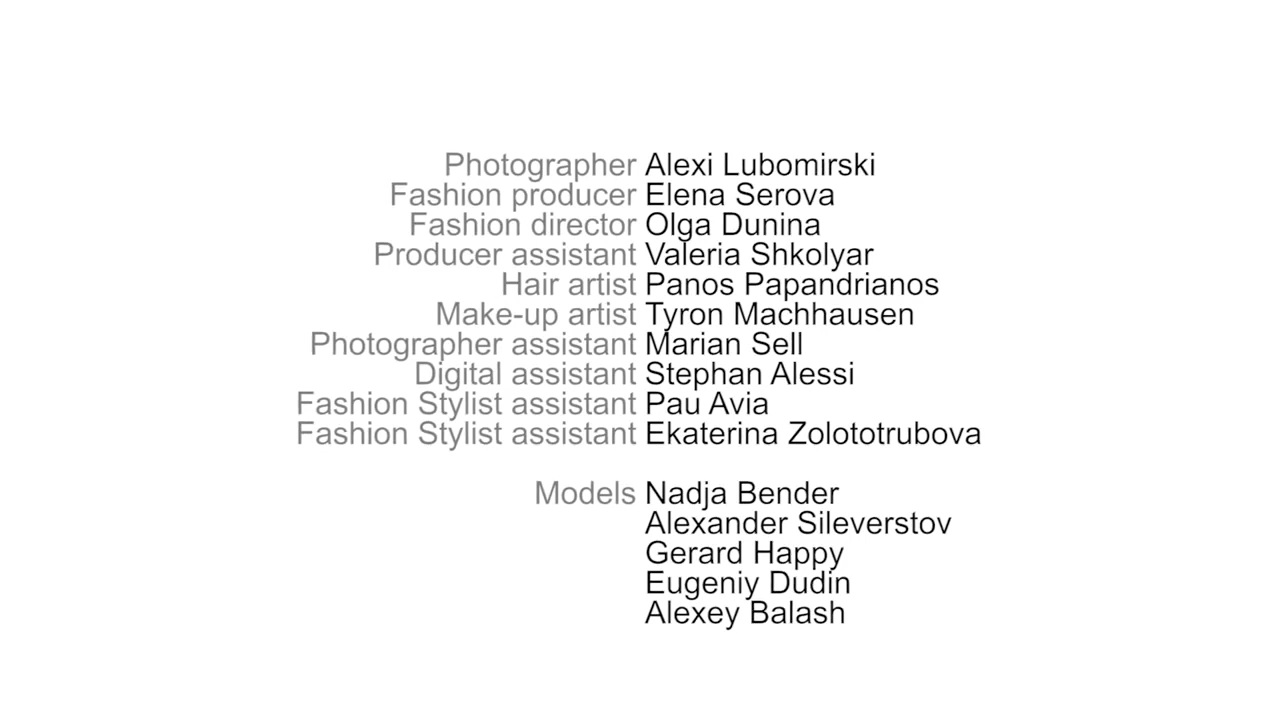 Photographer Alexi Lubomirski
Fashion producer Elena Serova
Fashion director Olga Dunina
Producer assistant Valeria Shkolyar
Hair artist Panos Papandrianos
Make-up artist Tyron Machhausen
Photographer assistant Marian Sell
Digital assistant Stephan Alessi
Fashion Stylist assistant Pau Avia
Fashion Stylist assistant Ekaterina Zolototrubova
Models Nadja Bender
Alexander Sileverstov
Gerard Happy
Eugeniy Dudin
Alexey Balash